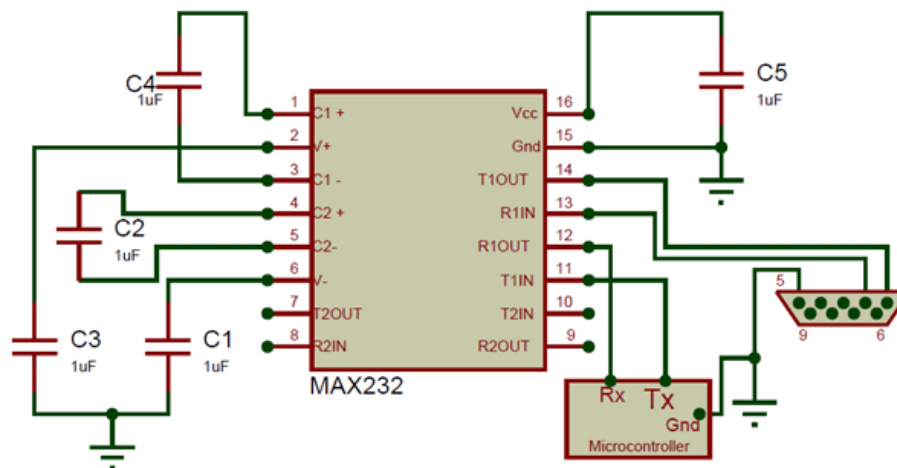 C4
1uF
C5
1uF
1
C1 +
Vcc
16
2
V+
Gnd
15
3
C1 -
T1OUT
14
4
C2 +
R1IN
13
C2
1uF
5
C2-
R1OUT
12
6
V-
T1IN
11
7
T2OUT
T2IN
10
8
R2IN
R2OUT
9
5
9
6
C3
1uF
C1
1uF
MAX232
Rx
Tx
Gnd
Microcontroller